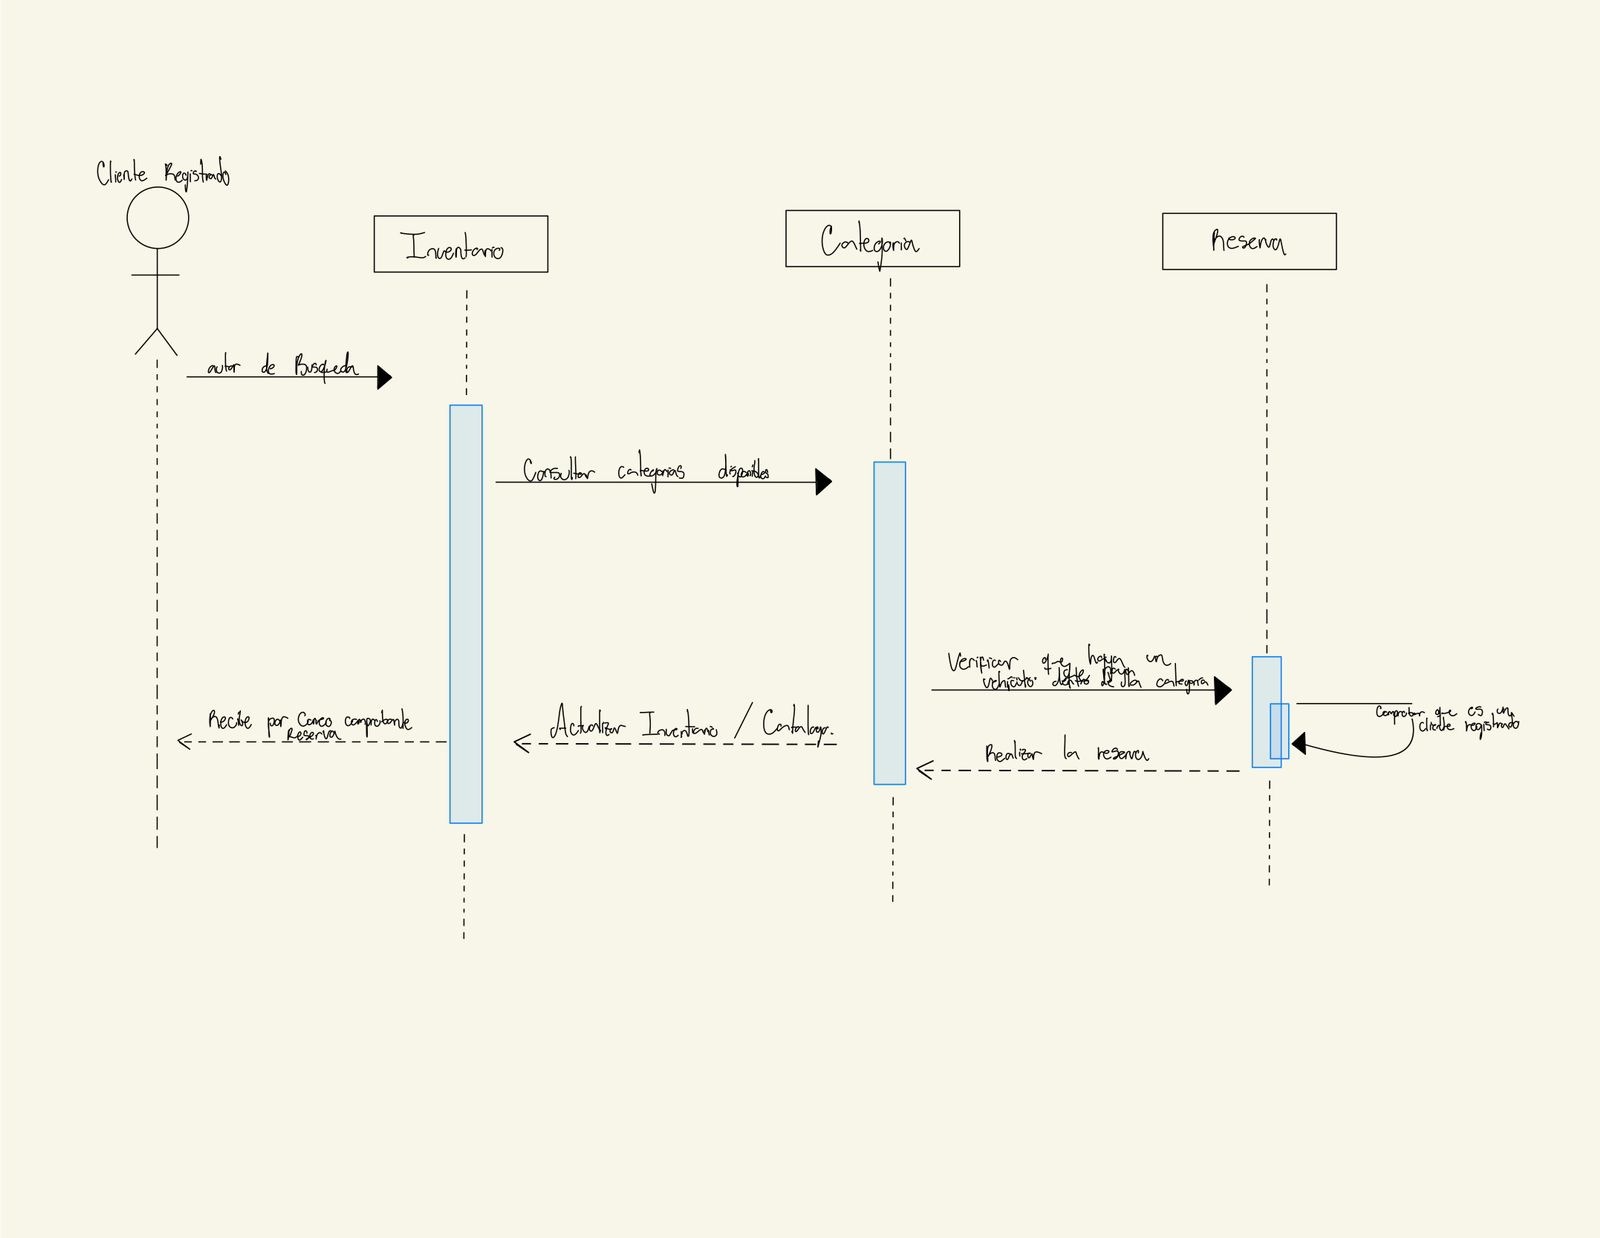 Cliente Registrado
Inventario
Categoria
Reserva
autor de Busqueda
Consultar categorias disponibles
Verificar que haya un
vehiculo dentro de la categoria
Comprobar que es un
cliente registrado
Recibe por Correo comprobante
Reserva
Actualizar Inventario / Catalogo.
Realizar la reserva